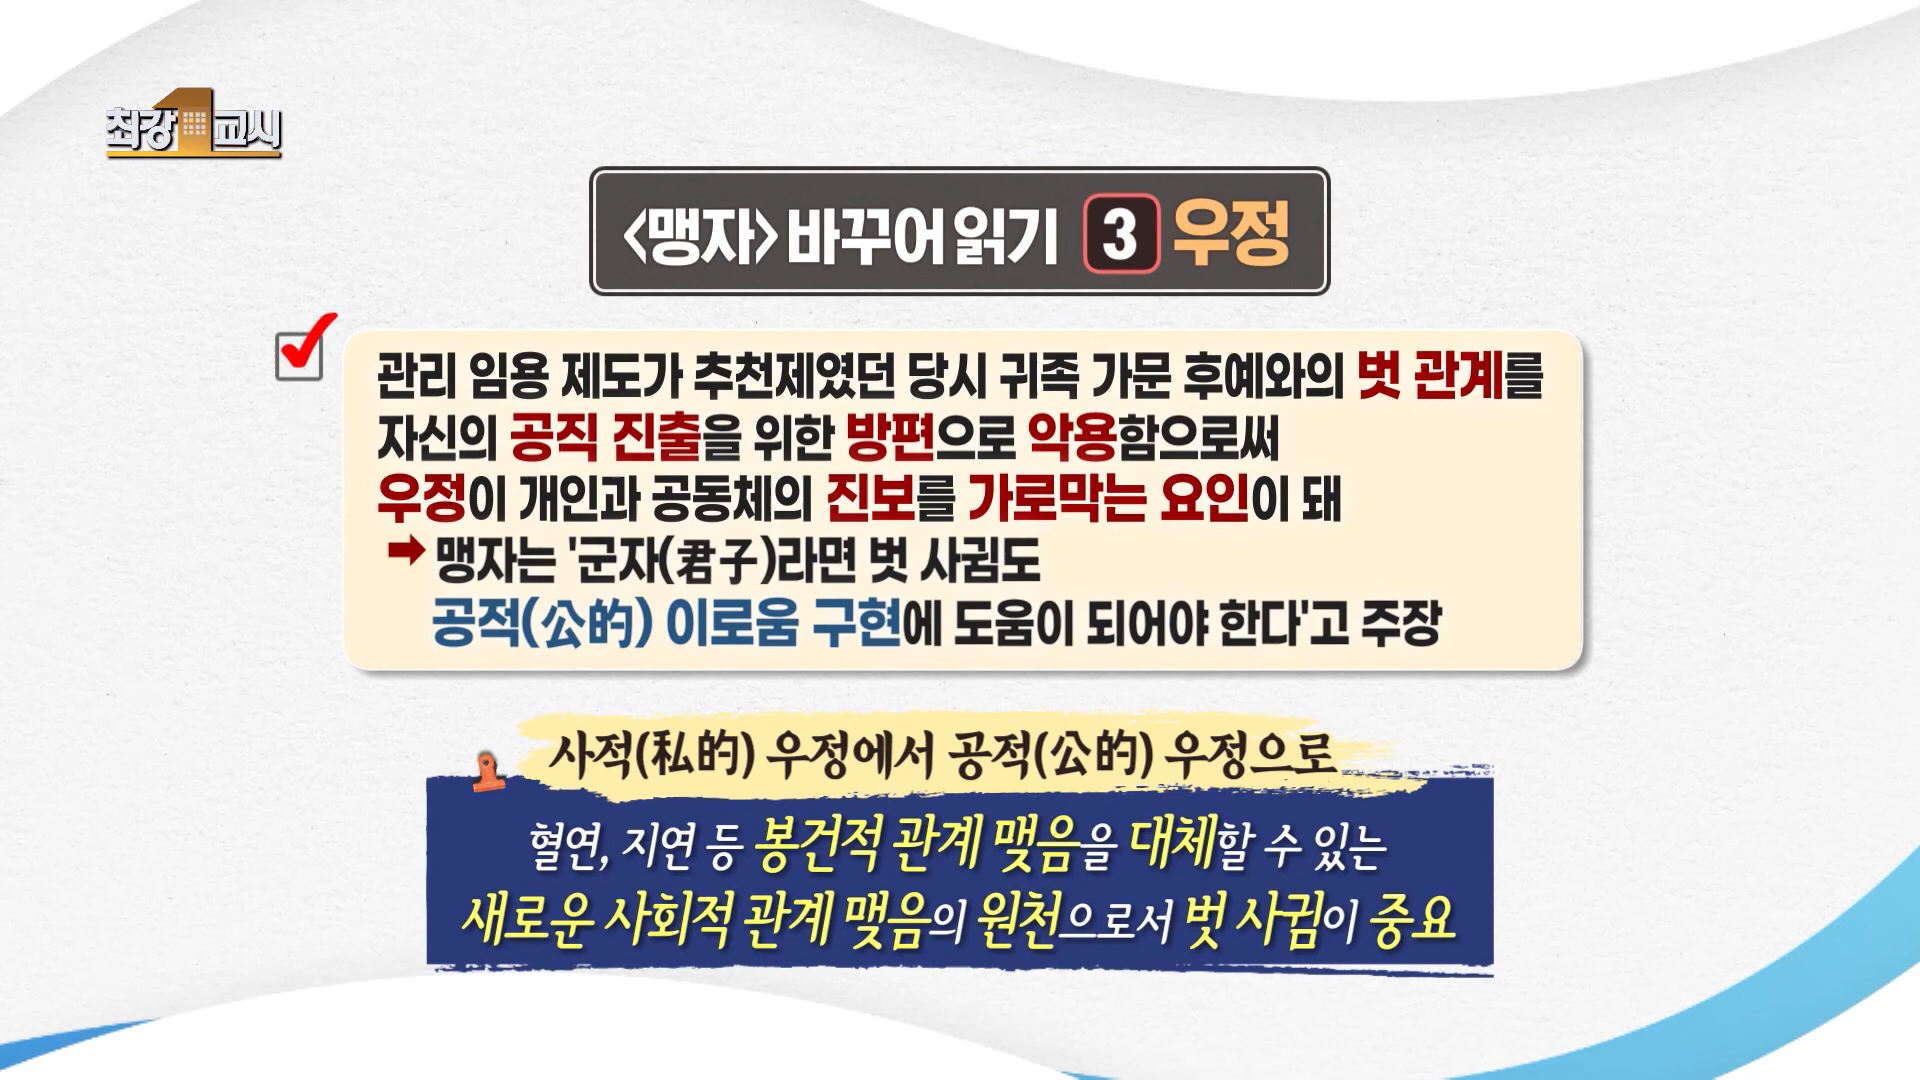 최강1교시
<맹자> 바꾸어 읽기 3 우정
관리 임용 제도가 추천제였던 당시 귀족 가문 후예와의 벗 관계를
자신의 공직 진출을 위한 방편으로 악용함으로써
우정이 개인과 공동체의 진보를 가로막는 요인이 돼
➡ 맹자는 '군자(君子)라면 벗 사귐도
공적(公的) 이로움 구현에 도움이 되어야 한다'고 주장
사적(私的) 우정에서 공적(公的) 우정으로
혈연, 지연 등 봉건적 관계 맺음을 대체할 수 있는
새로운 사회적 관계 맺음의 원천으로서 벗 사귐이 중요